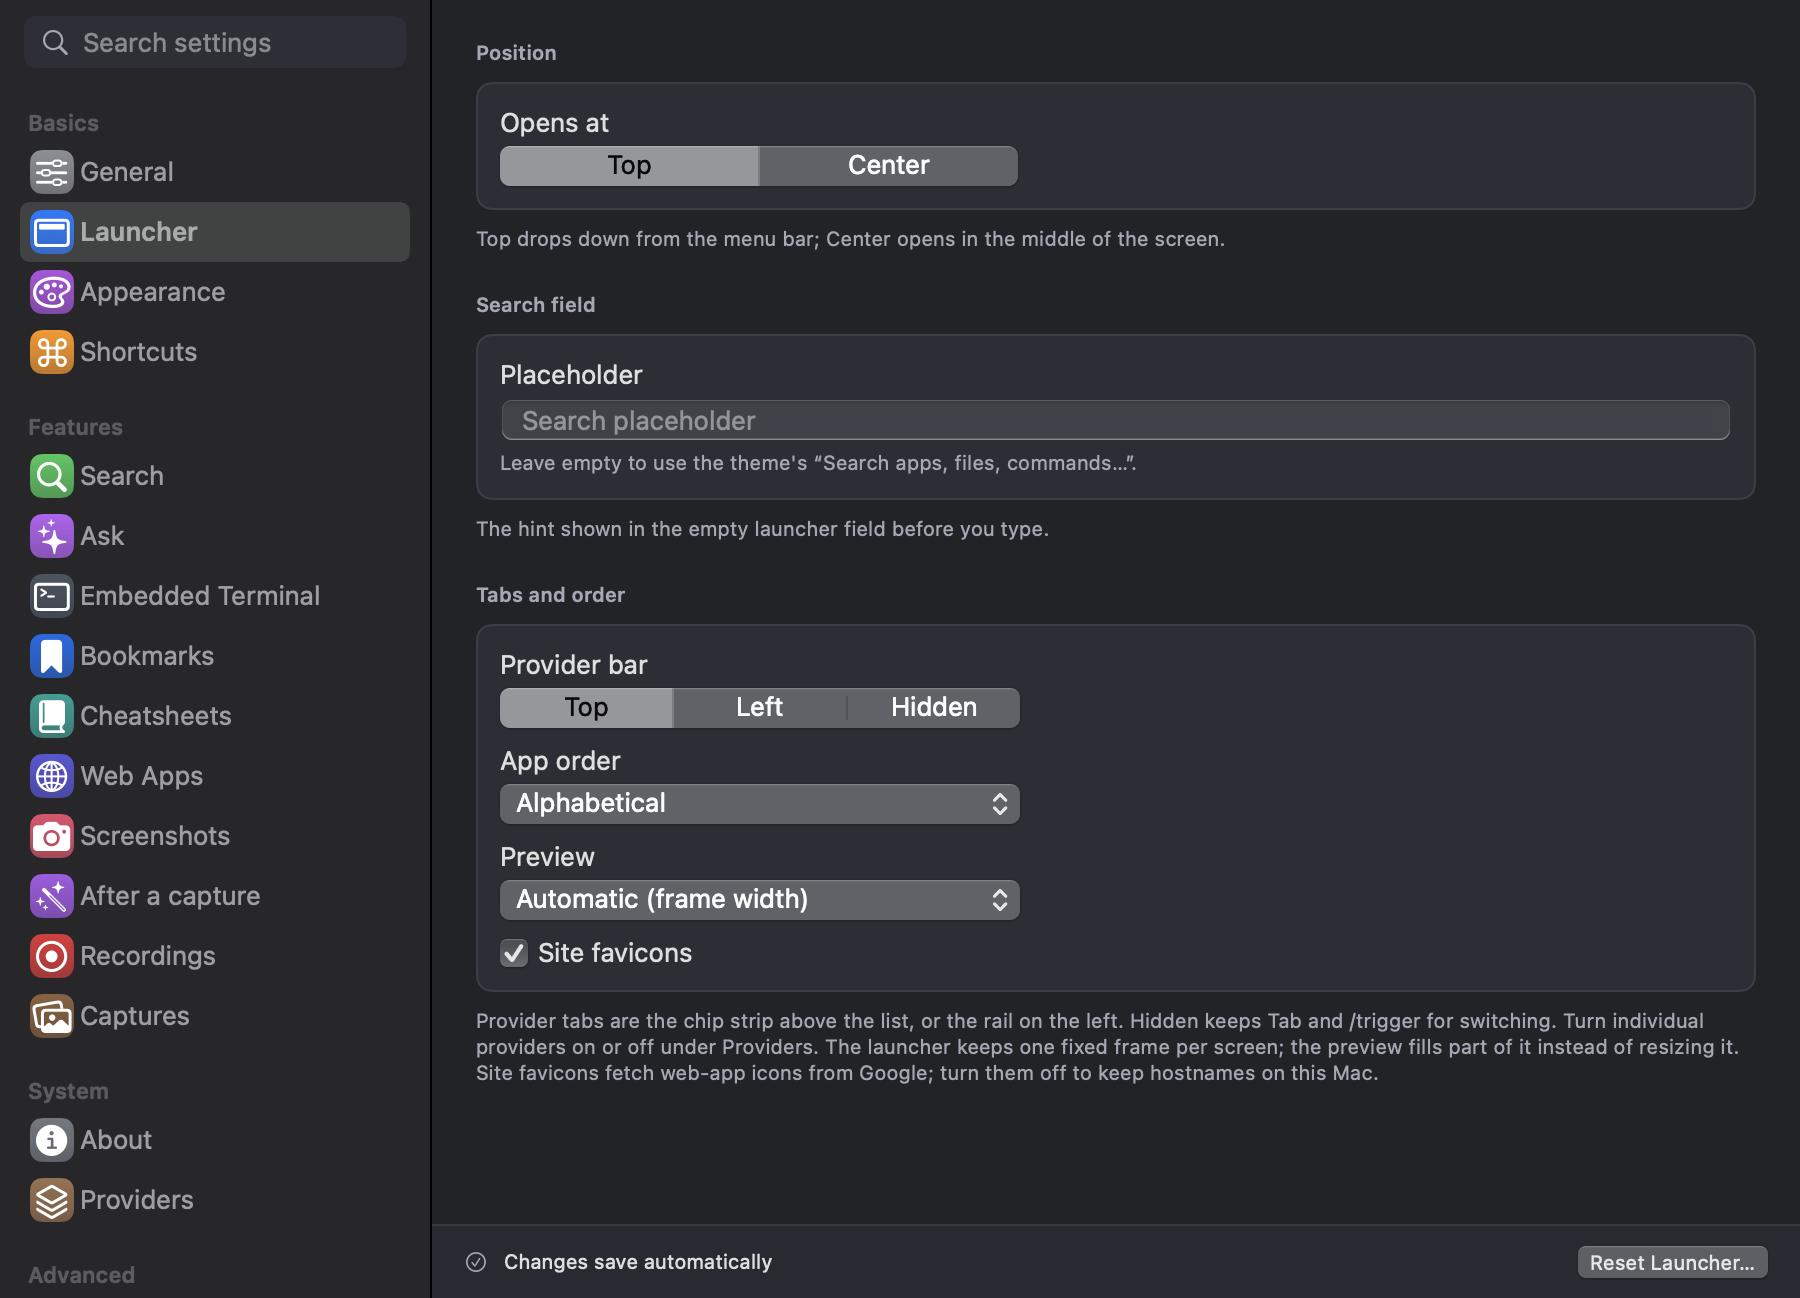 Search settings
Basics
General
Launcher
Appearance
Shortcuts
Features
Search
Ask
Embedded Terminal
Bookmarks
Cheatsheets
Web Apps
Screenshots
After a capture
Recordings
Captures
System
About
Providers
Advanced
Position
Opens at
Top Center
Top drops down from the menu bar; Center opens in the middle of the screen.
Search field
Placeholder
Search placeholder
Leave empty to use the theme's “Search apps, files, commands…”.
The hint shown in the empty launcher field before you type.
Tabs and order
Provider bar
Top Left Hidden
App order
Alphabetical
Preview
Automatic (frame width)
Site favicons
Provider tabs are the chip strip above the list, or the rail on the left. Hidden keeps Tab and /trigger for switching. Turn individual
providers on or off under Providers. The launcher keeps one fixed frame per screen; the preview fills part of it instead of resizing it.
Site favicons fetch web-app icons from Google; turn them off to keep hostnames on this Mac.
Changes save automatically
Reset Launcher...